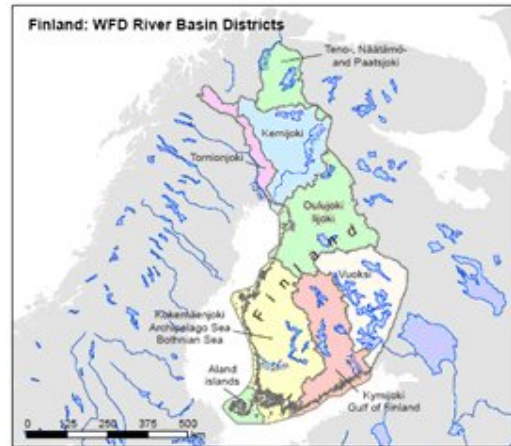 Finland: WFD River Basin Districts
Teno-, Näätämö-
and Paatsjoki
Kemijoki
Tornionjoki
Oulujoki
Iijoki
Finland
Vuoksi
Kokemäenjoki
Archipelago Sea
Bothnian Sea
Aland
islands
Kymijoki
Gulf of Finland
0 125 250 375 500